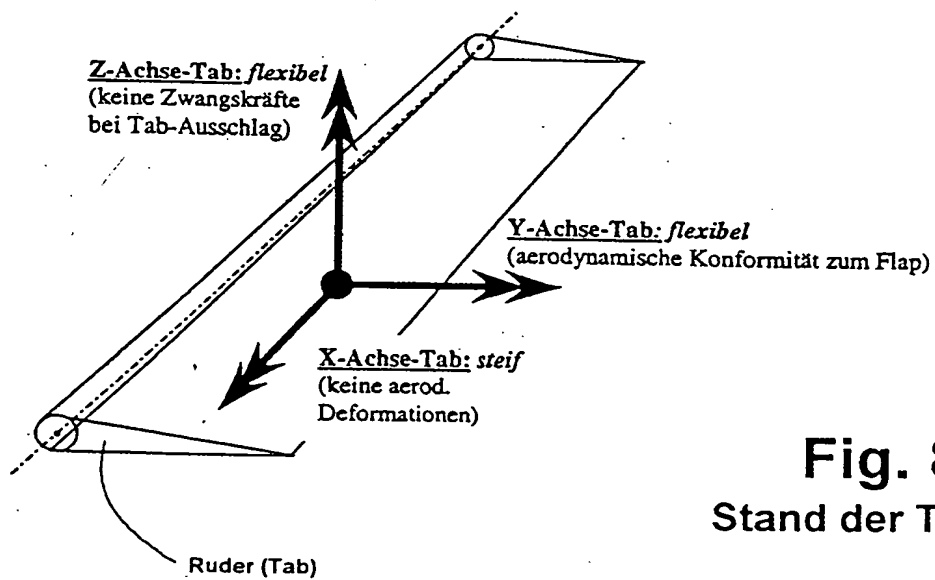 Z-Achse-Tab: flexibel
(keine Zwangskräfte
bei Tab-Ausschlag)
Y-Achse-Tab: flexibel
(aerodynamische Konformität zum Flap)
X-Achse-Tab: steif
(keine aerod.
Deformationen)
Fig.
Stand der
Ruder (Tab)